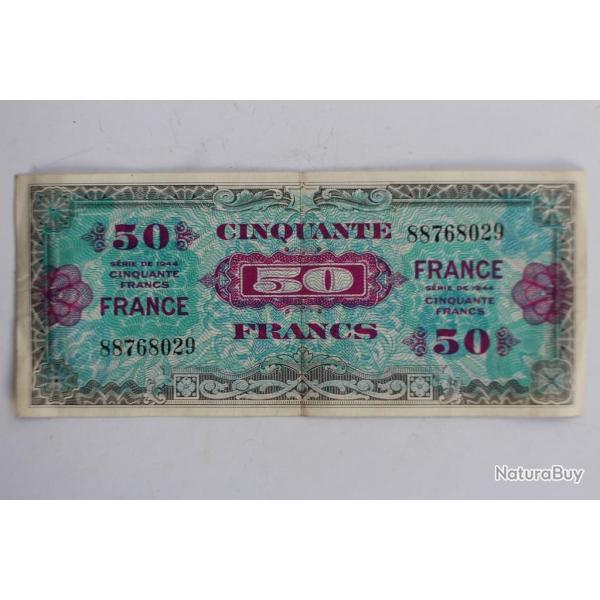 50
SÉRIE DE 1944
CINQUANTE
FRANCS
FRANCE
88768029
CINQUANTE
50
FRANCS
88768029
FRANCE
SÉRIE DE 1944
CINQUANTE
FRANCS
50
NaturaBuy